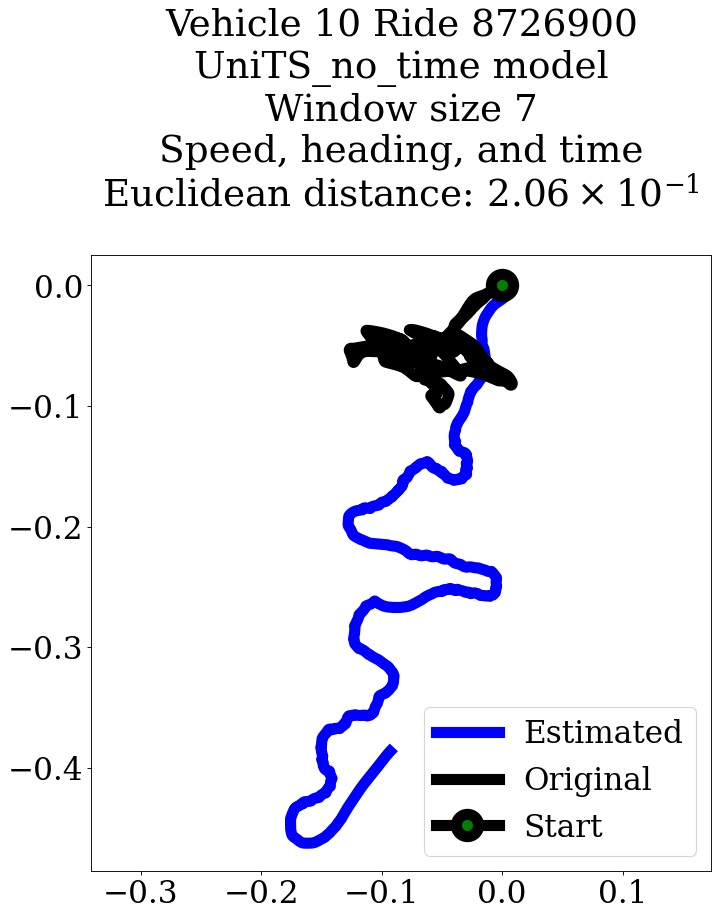 Vehicle 10 Ride 8726900
UniTS_no_time model
Window size 7
Speed, heading, and time
Euclidean distance: 2.06 × 10⁻¹
0.0
−0.1
−0.2
−0.3
−0.4
Estimated
Original
Start
−0.3 −0.2 −0.1 0.0 0.1